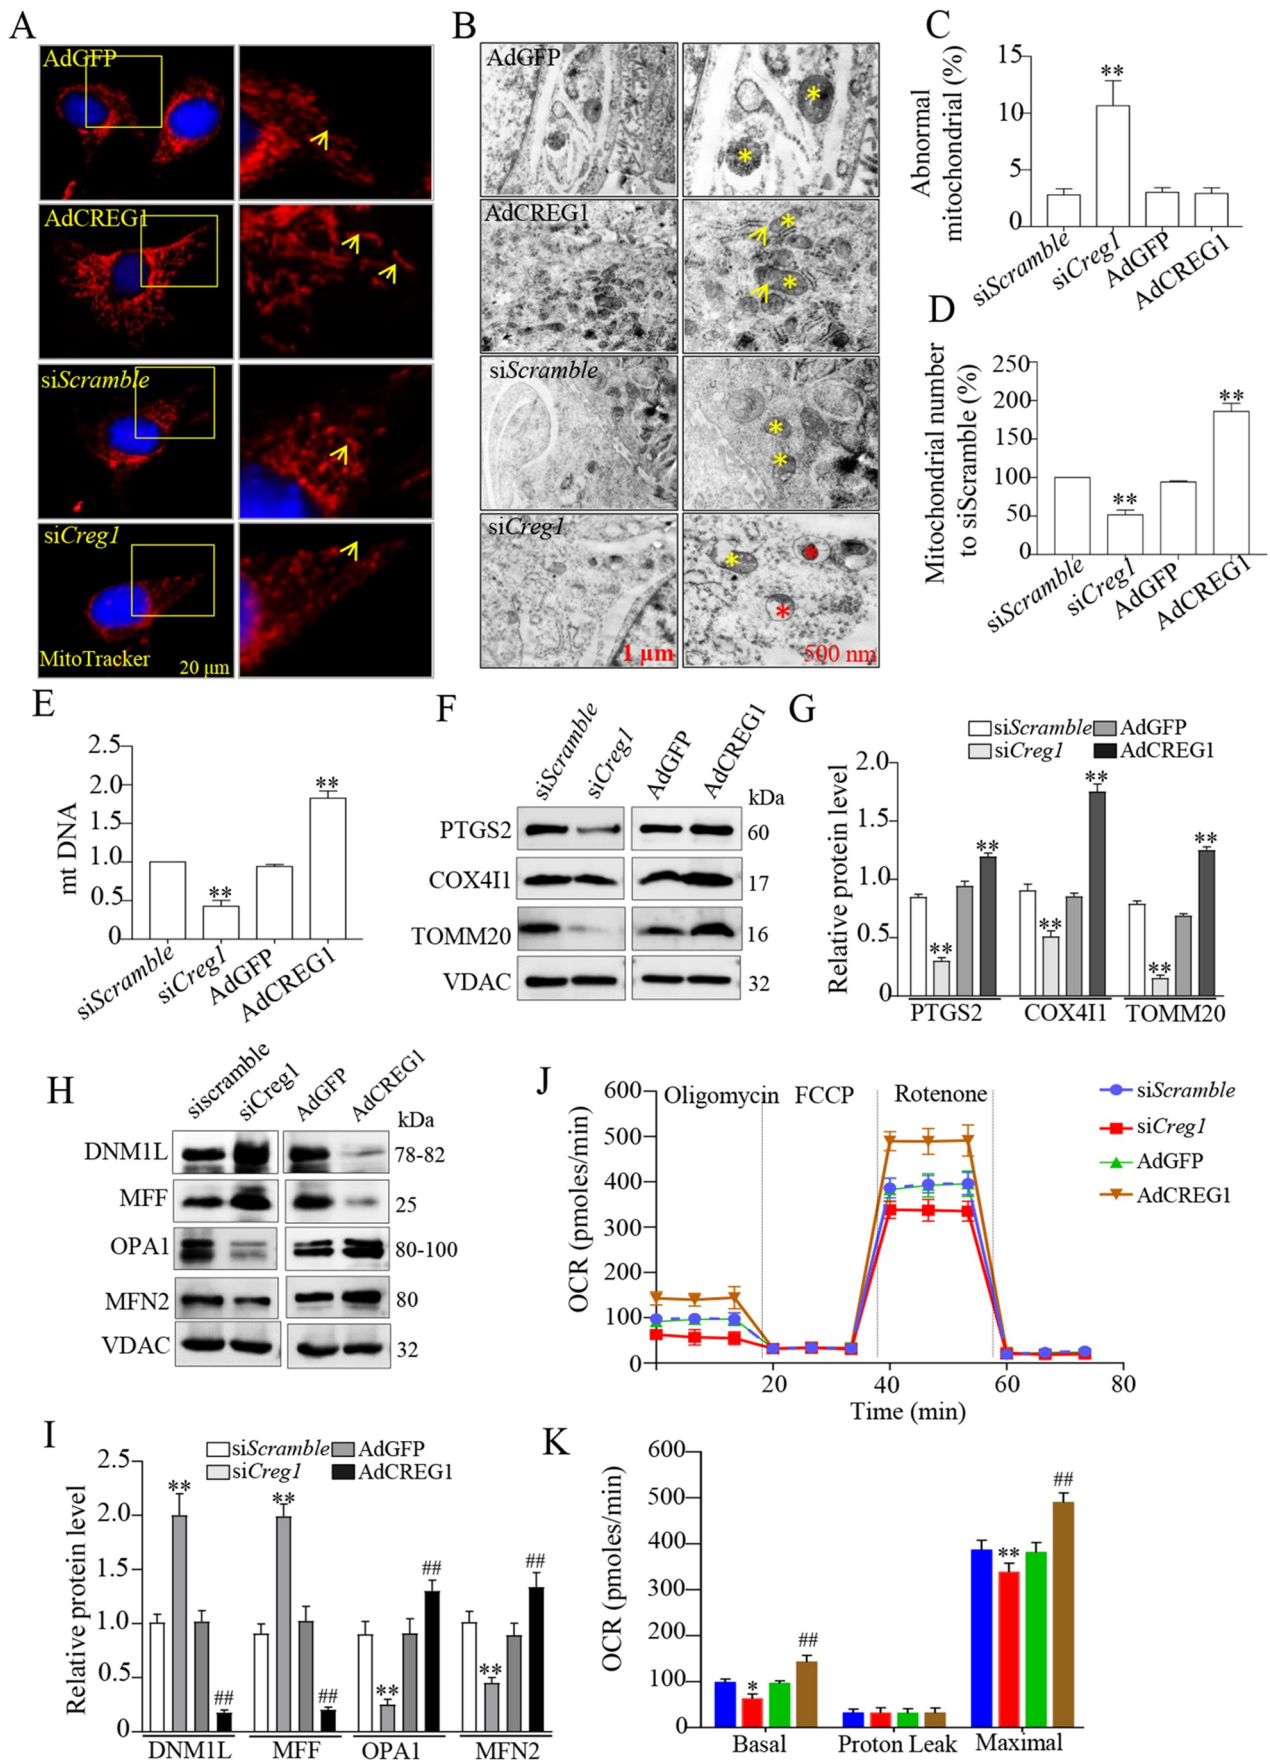 A
AdGFP
AdCREG1
siScramble
siCreg1
MitoTracker
20 μm
B
AdGFP
*
*
AdCREG1
*
*
siScramble
*
*
siCreg1
*
*
*
1 μm
500 nm
C
Abnormal
mitochondrial (%)
15
10
5
0
**
siScramble
siCreg1
AdGFP
AdCREG1
D
Mitochondrial number
to siScramble (%)
250
200
150
100
50
0
**
**
siScramble
siCreg1
AdGFP
AdCREG1
E
mt DNA
2.5
2.0
1.5
1.0
0.5
0
**
**
siScramble
siCreg1
AdGFP
AdCREG1
F
siScramble
siCreg1
AdGFP
AdCREG1
kDa
PTGS2 60
COX4I1 17
TOMM20 16
VDAC 32
G
siScramble AdGFP
siCreg1 AdCREG1
Relative protein level
2.0
1.5
1.0
0.5
0
** **
** **
** **
PTGS2 COX4I1 TOMM20
H
siscramble
siCreg1
AdGFP
AdCREG1
kDa
DNM1L 78-82
MFF 25
OPA1 80-100
MFN2 80
VDAC 32
J
OCR (pmoles/min)
600
500
400
300
200
100
0
Oligomycin FCCP Rotenone
20 40 60 80
Time (min)
siScramble
siCreg1
AdGFP
AdCREG1
I
siScramble AdGFP
siCreg1 AdCREG1
Relative protein level
2.5
2.0
1.5
1.0
0.5
0
** ##
** ##
** ##
** ##
DNM1L MFF OPA1 MFN2
K
OCR (pmoles/min)
600
500
400
300
200
100
0
* ##
** ##
Basal Proton Leak Maximal